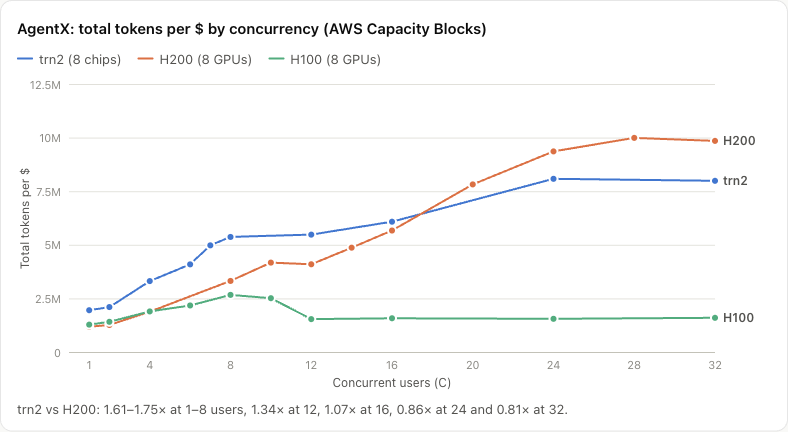 AgentX: total tokens per $ by concurrency (AWS Capacity Blocks)
trn2 (8 chips) H200 (8 GPUs) H100 (8 GPUs)
12.5M
10M
7.5M
5M
2.5M
0
Total tokens per $
H200
trn2
H100
1 4 8 12 16 20 24 28 32
Concurrent users (C)
trn2 vs H200: 1.61–1.75× at 1–8 users, 1.34× at 12, 1.07× at 16, 0.86× at 24 and 0.81× at 32.